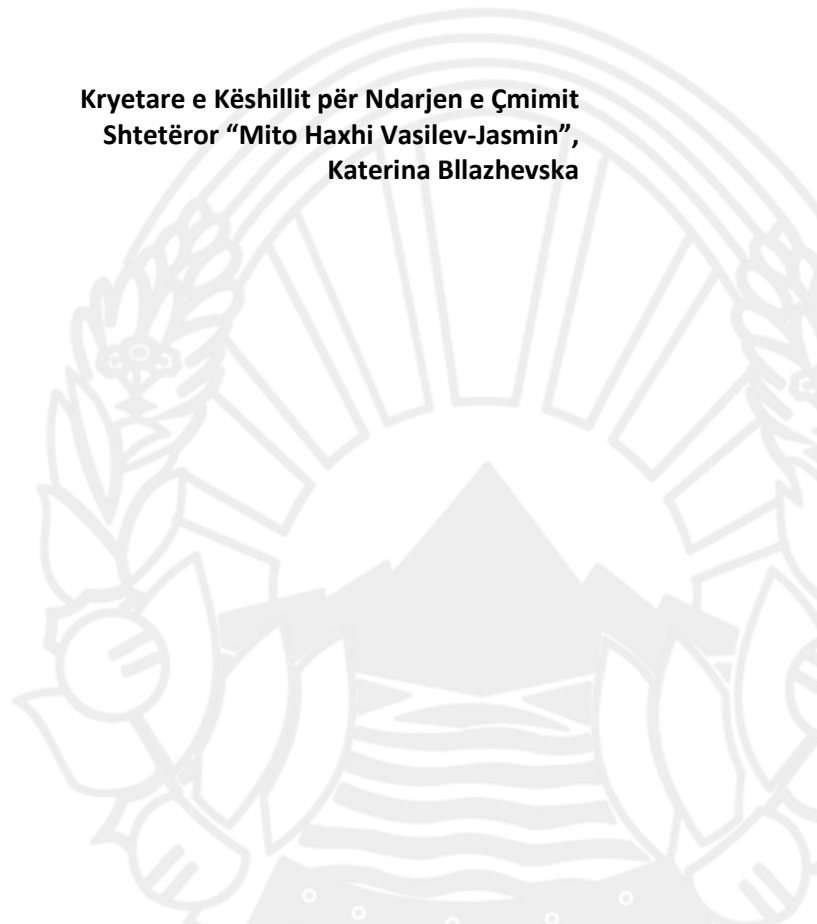 Kryetare e Këshillit për Ndarjen e Çmimit
Shtetëror “Mito Haxhi Vasilev-Jasmin”,
Katerina Bllazhevska